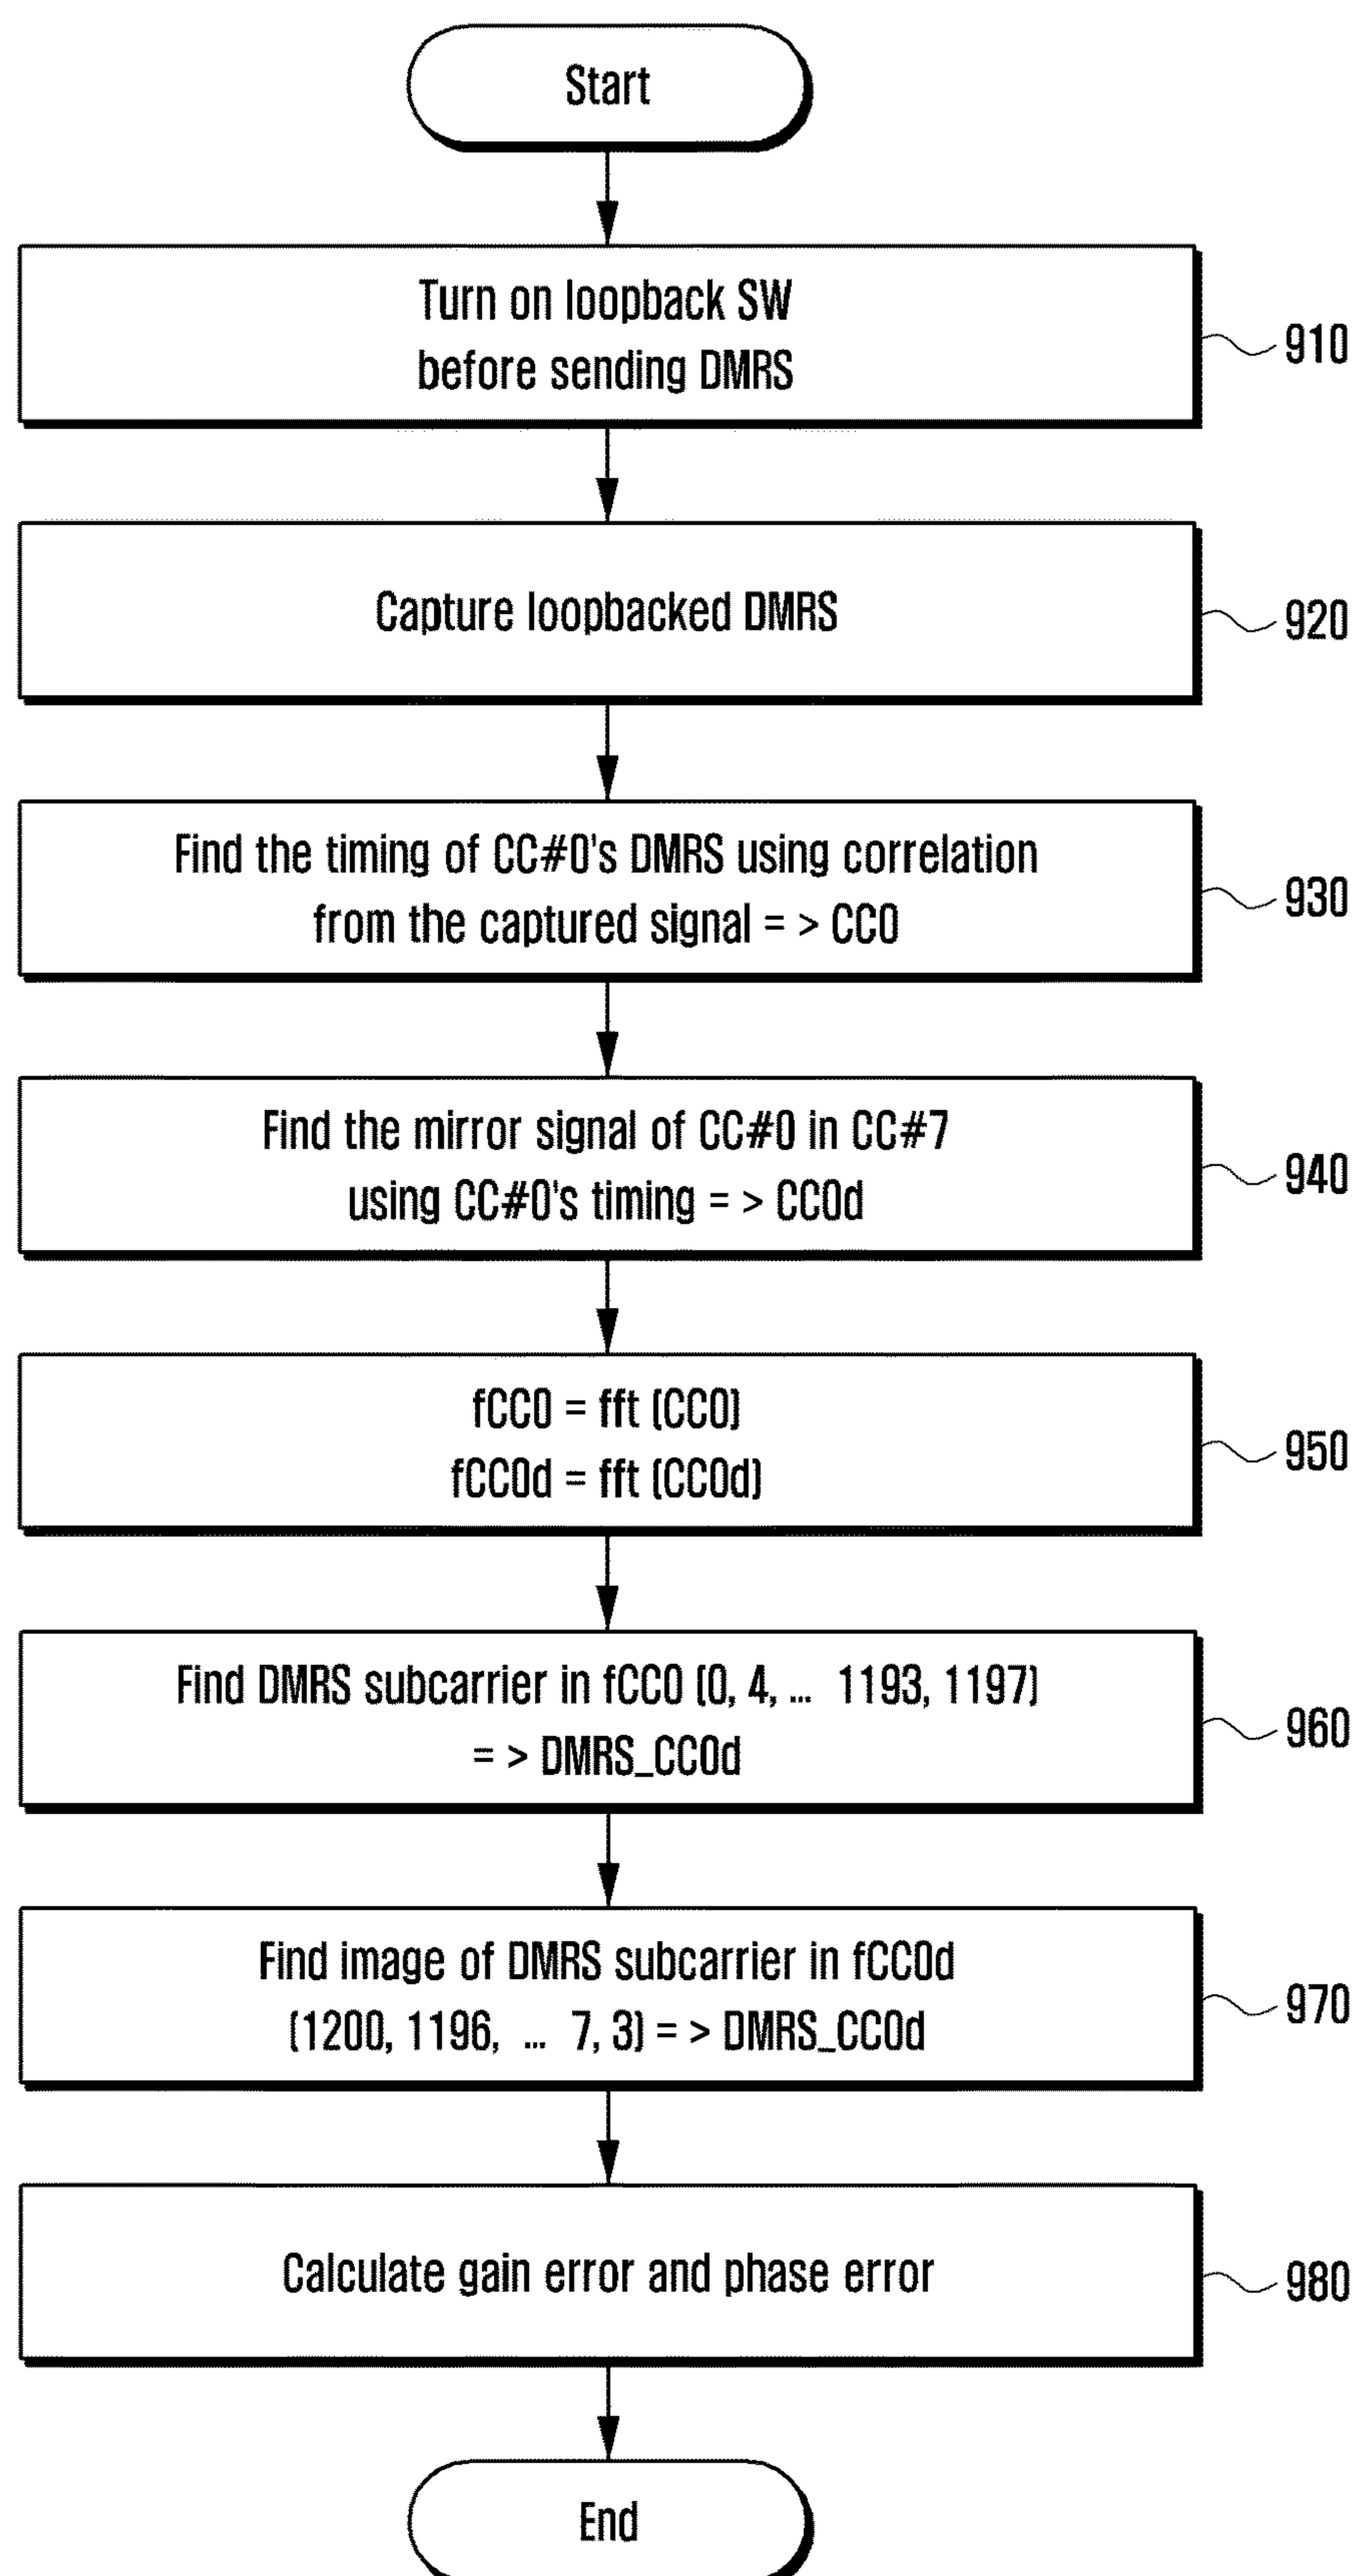 Start
Turn on loopback SW
before sending DMRS
910
Capture loopbacked DMRS
920
Find the timing of CC#0's DMRS using correlation
from the captured signal = > CC0
930
Find the mirror signal of CC#0 in CC#7
using CC#0's timing = > CC0d
940
fCC0 = fft (CC0)
fCC0d = fft (CC0d)
950
Find DMRS subcarrier in fCC0 (0, 4, ... 1193, 1197)
= > DMRS_CC0d
960
Find image of DMRS subcarrier in fCC0d
(1200, 1196, ... 7, 3) = > DMRS_CC0d
970
Calculate gain error and phase error
980
End